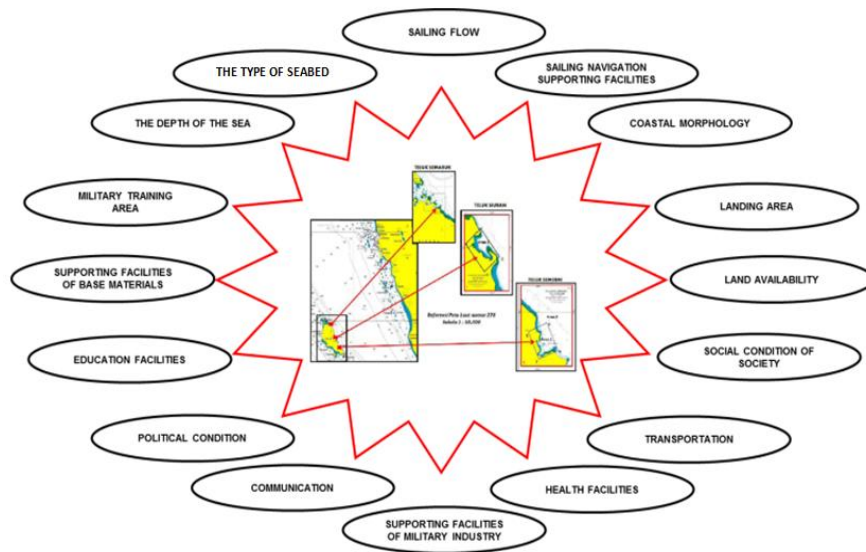 SAILING FLOW
THE TYPE OF SEABED
SAILING NAVIGATION
SUPPORTING FACILITIES
THE DEPTH OF THE SEA
COASTAL MORPHOLOGY
MILITARY TRAINING
AREA
LANDING AREA
SUPPORTING FACILITIES
OF BASE MATERIALS
LAND AVAILABILITY
EDUCATION FACILITIES
SOCIAL CONDITION OF
SOCIETY
POLITICAL CONDITION
TRANSPORTATION
COMMUNICATION
HEALTH FACILITIES
SUPPORTING FACILITIES
OF MILITARY INDUSTRY